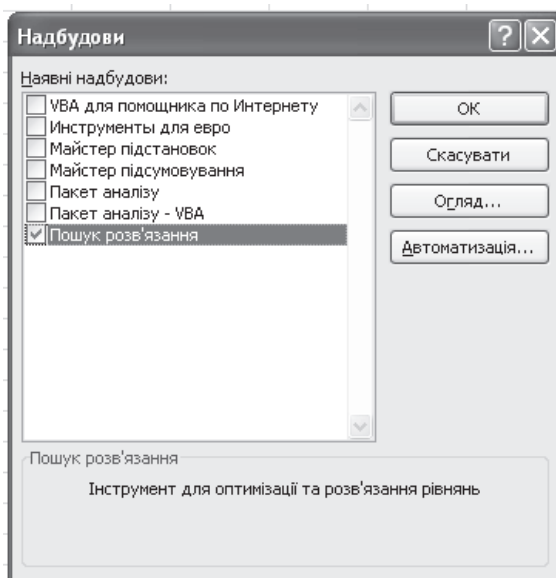 Надбудови
Наявні надбудови:
VBA для помощника по Интернету
Инструменты для евро
Майстер підстановок
Майстер підсумовування
Пакет аналізу
Пакет аналізу - VBA
Пошук розв'язання
ОК
Скасувати
Огляд...
Автоматизація...
Пошук розв'язання
Інструмент для оптимізації та розв'язання рівнянь